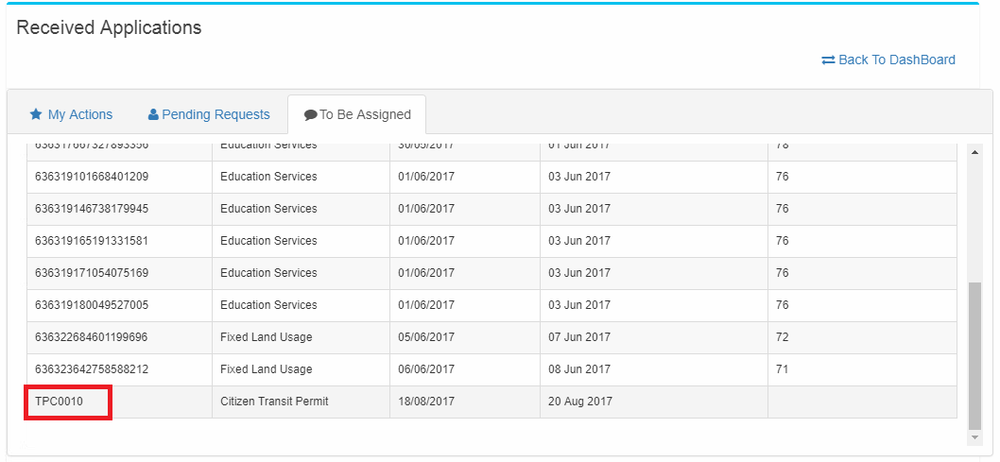 Received Applications
Back To DashBoard
My Actions Pending Requests To Be Assigned
636317667327893356 Education Services 30/05/2017 01 Jun 2017 78
636319101668401209 Education Services 01/06/2017 03 Jun 2017 76
636319146738179945 Education Services 01/06/2017 03 Jun 2017 76
636319165191331581 Education Services 01/06/2017 03 Jun 2017 76
636319171054075169 Education Services 01/06/2017 03 Jun 2017 76
636319180049527005 Education Services 01/06/2017 03 Jun 2017 76
636322684601199696 Fixed Land Usage 05/06/2017 07 Jun 2017 72
636323642758588212 Fixed Land Usage 06/06/2017 08 Jun 2017 71
TPC0010 Citizen Transit Permit 18/08/2017 20 Aug 2017